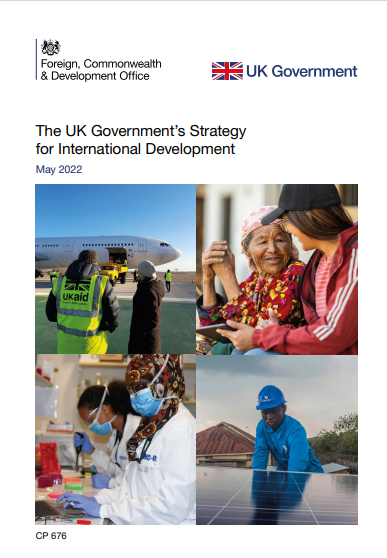 Foreign, Commonwealth
& Development Office
UK Government
The UK Government's Strategy
for International Development
May 2022
UKaid
CP 676